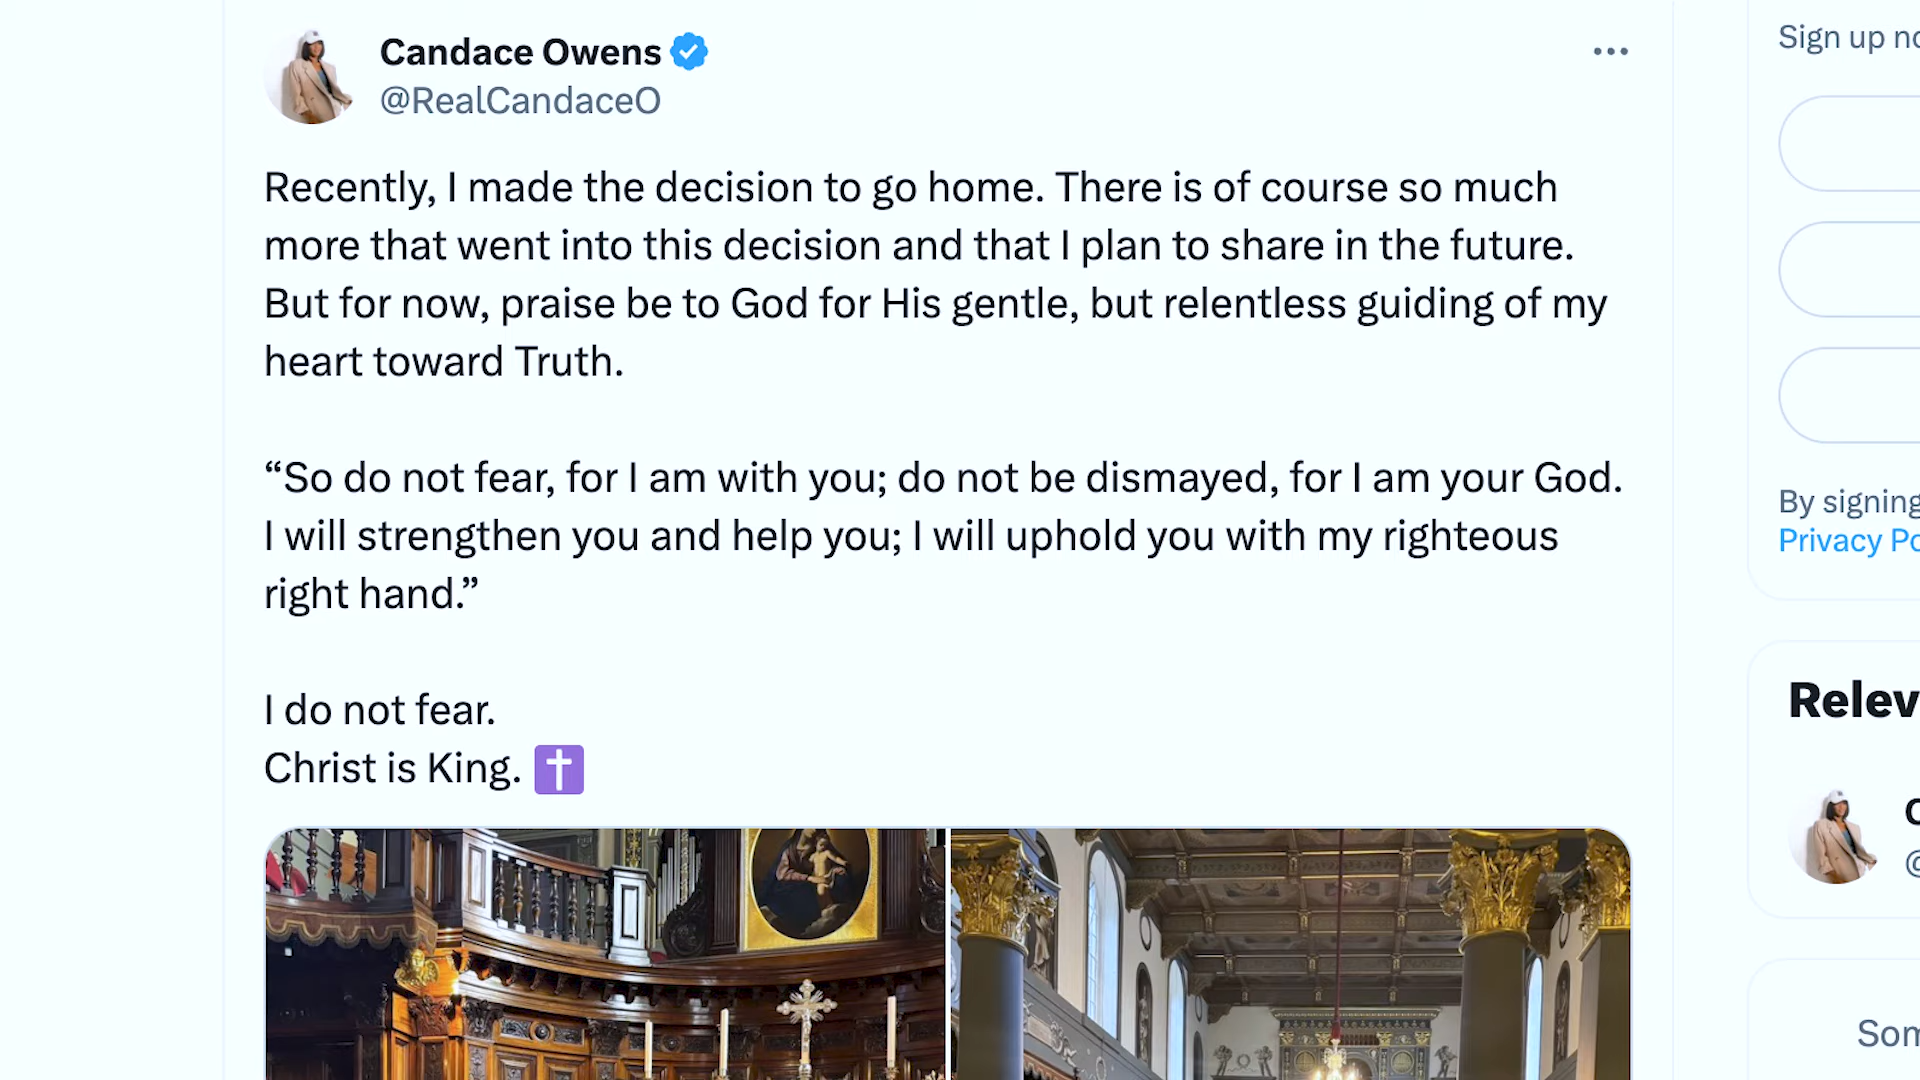 Candace Owens
@RealCandaceO
Recently, I made the decision to go home. There is of course so much
more that went into this decision and that I plan to share in the future.
But for now, praise be to God for His gentle, but relentless guiding of my
heart toward Truth.
“So do not fear, for I am with you; do not be dismayed, for I am your God.
I will strengthen you and help you; I will uphold you with my righteous
right hand.”
I do not fear.
Christ is King.
Sign up
By signing
Privacy